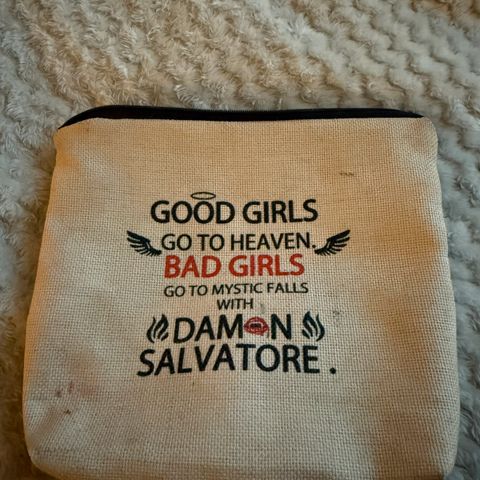 GOOD GIRLS
GO TO HEAVEN.
BAD GIRLS
GO TO MYSTIC FALLS
WITH
DAMON
SALVATORE .